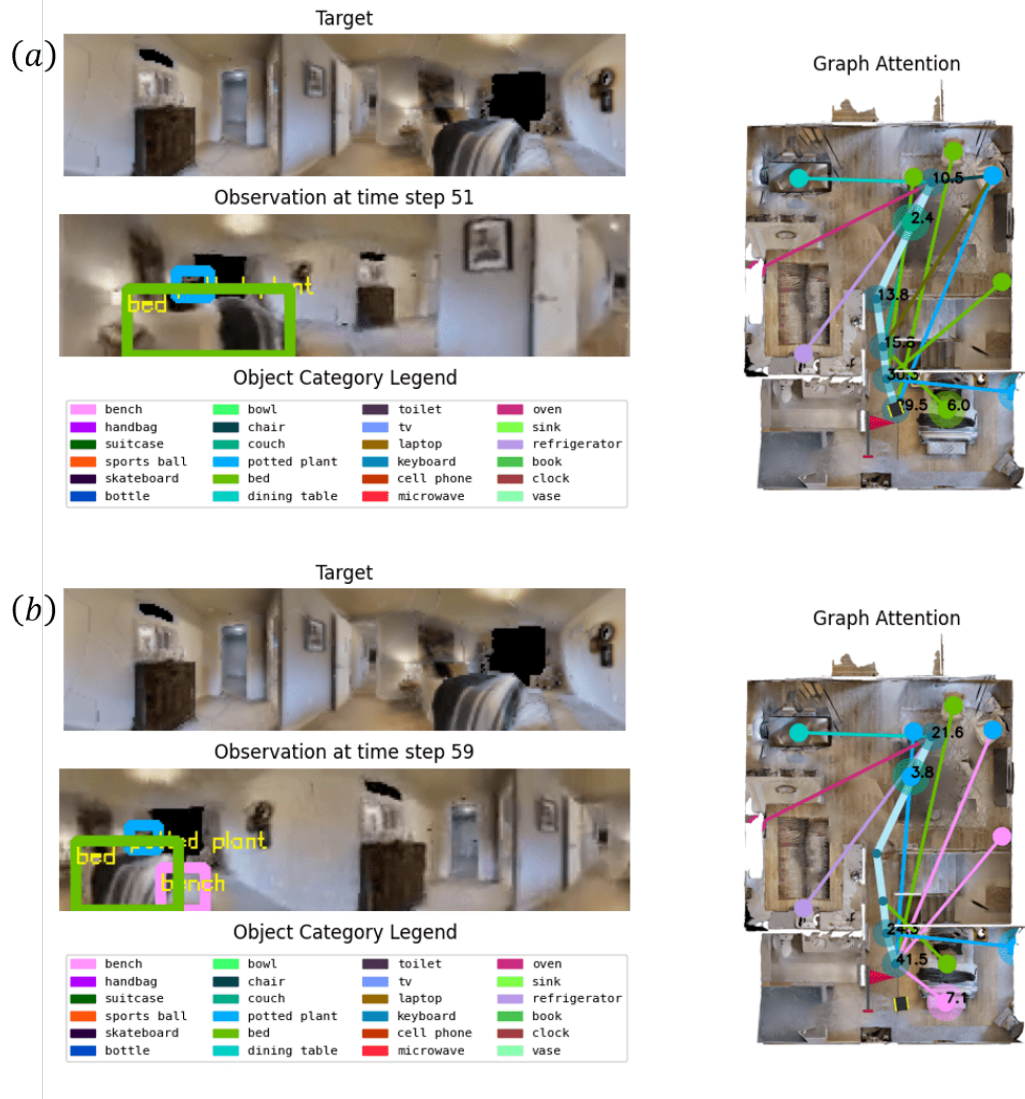 (a)
Target
Graph Attention
Observation at time step 51
bed
potted plant
Object Category Legend
bench bowl toilet oven
handbag chair tv sink
suitcase couch laptop refrigerator
sports ball potted plant keyboard book
skateboard bed cell phone clock
bottle dining table microwave vase
10.5
2.4
13.8
6.0
(b)
Target
Graph Attention
Observation at time step 59
bed
potted plant
bench
Object Category Legend
bench bowl toilet oven
handbag chair tv sink
suitcase couch laptop refrigerator
sports ball potted plant keyboard book
skateboard bed cell phone clock
bottle dining table microwave vase
21.6
3.8
41.5
7.1